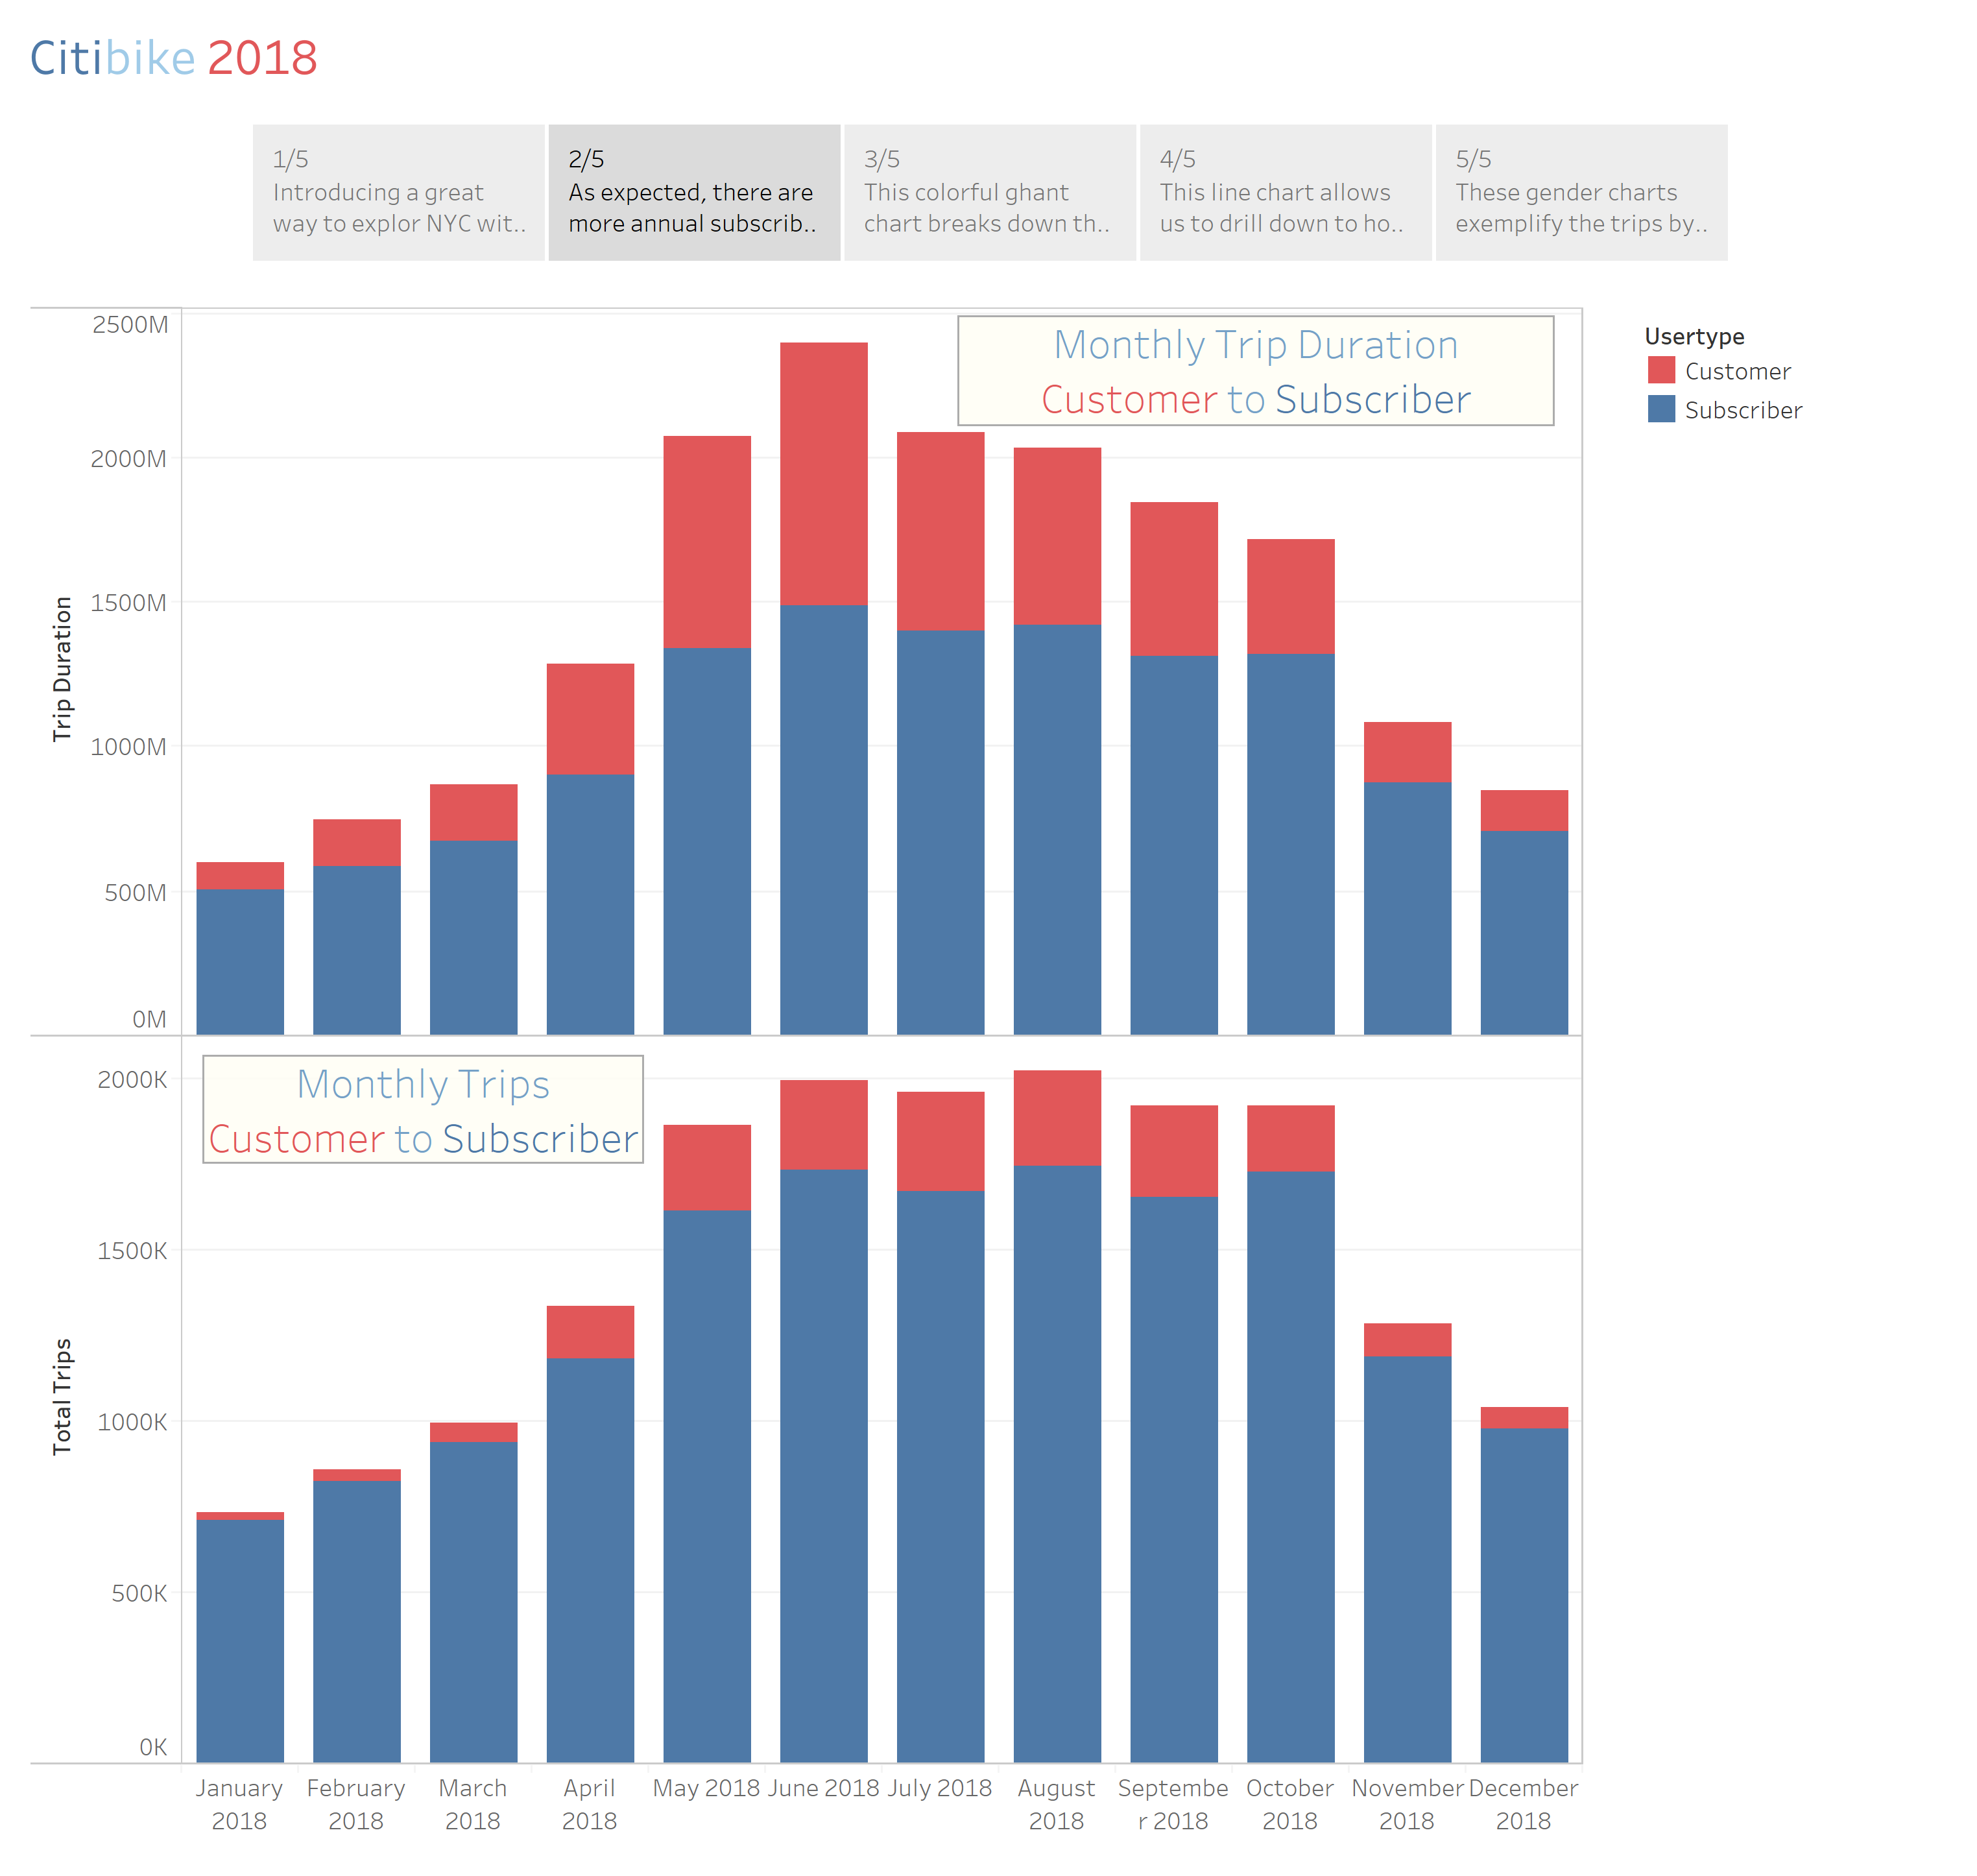 Citibike 2018
1/5
Introducing a great
way to explor NYC wit..
2/5
As expected, there are
more annual subscrib..
3/5
This colorful ghant
chart breaks down th..
4/5
This line chart allows
us to drill down to ho..
5/5
These gender charts
exemplify the trips by..
Monthly Trip Duration
Customer to Subscriber
Usertype
Customer
Subscriber
Trip Duration
2500M
2000M
1500M
1000M
500M
0M
Monthly Trips
Customer to Subscriber
Total Trips
2000K
1500K
1000K
500K
0K
January
2018
February
2018
March
2018
April
2018
May 2018
June 2018
July 2018
August
2018
Septembe
r 2018
October
2018
November
2018
December
2018